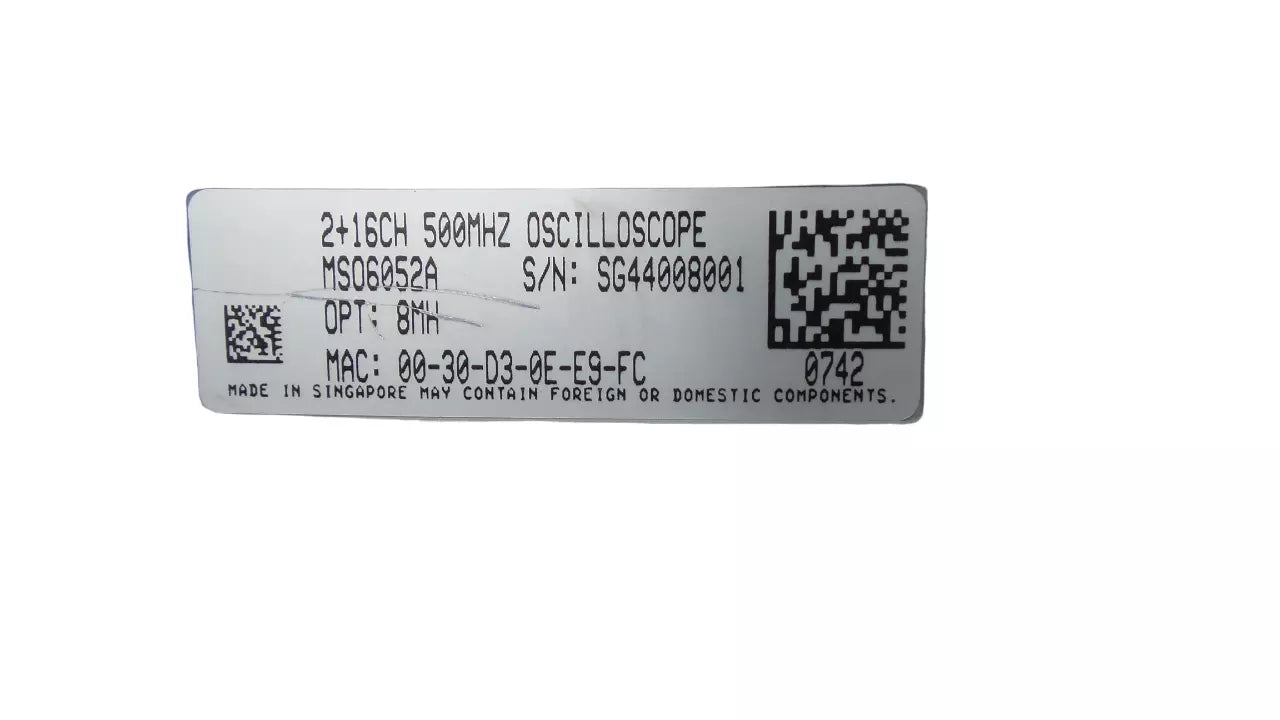 2+16CH 500MHZ OSCILLOSCOPE
MSO6052A S/N: SG44008001
OPT: 8MH
MAC: 00-30-D3-0E-E9-FC 0742
MADE IN SINGAPORE MAY CONTAIN FOREIGN OR DOMESTIC COMPONENTS.